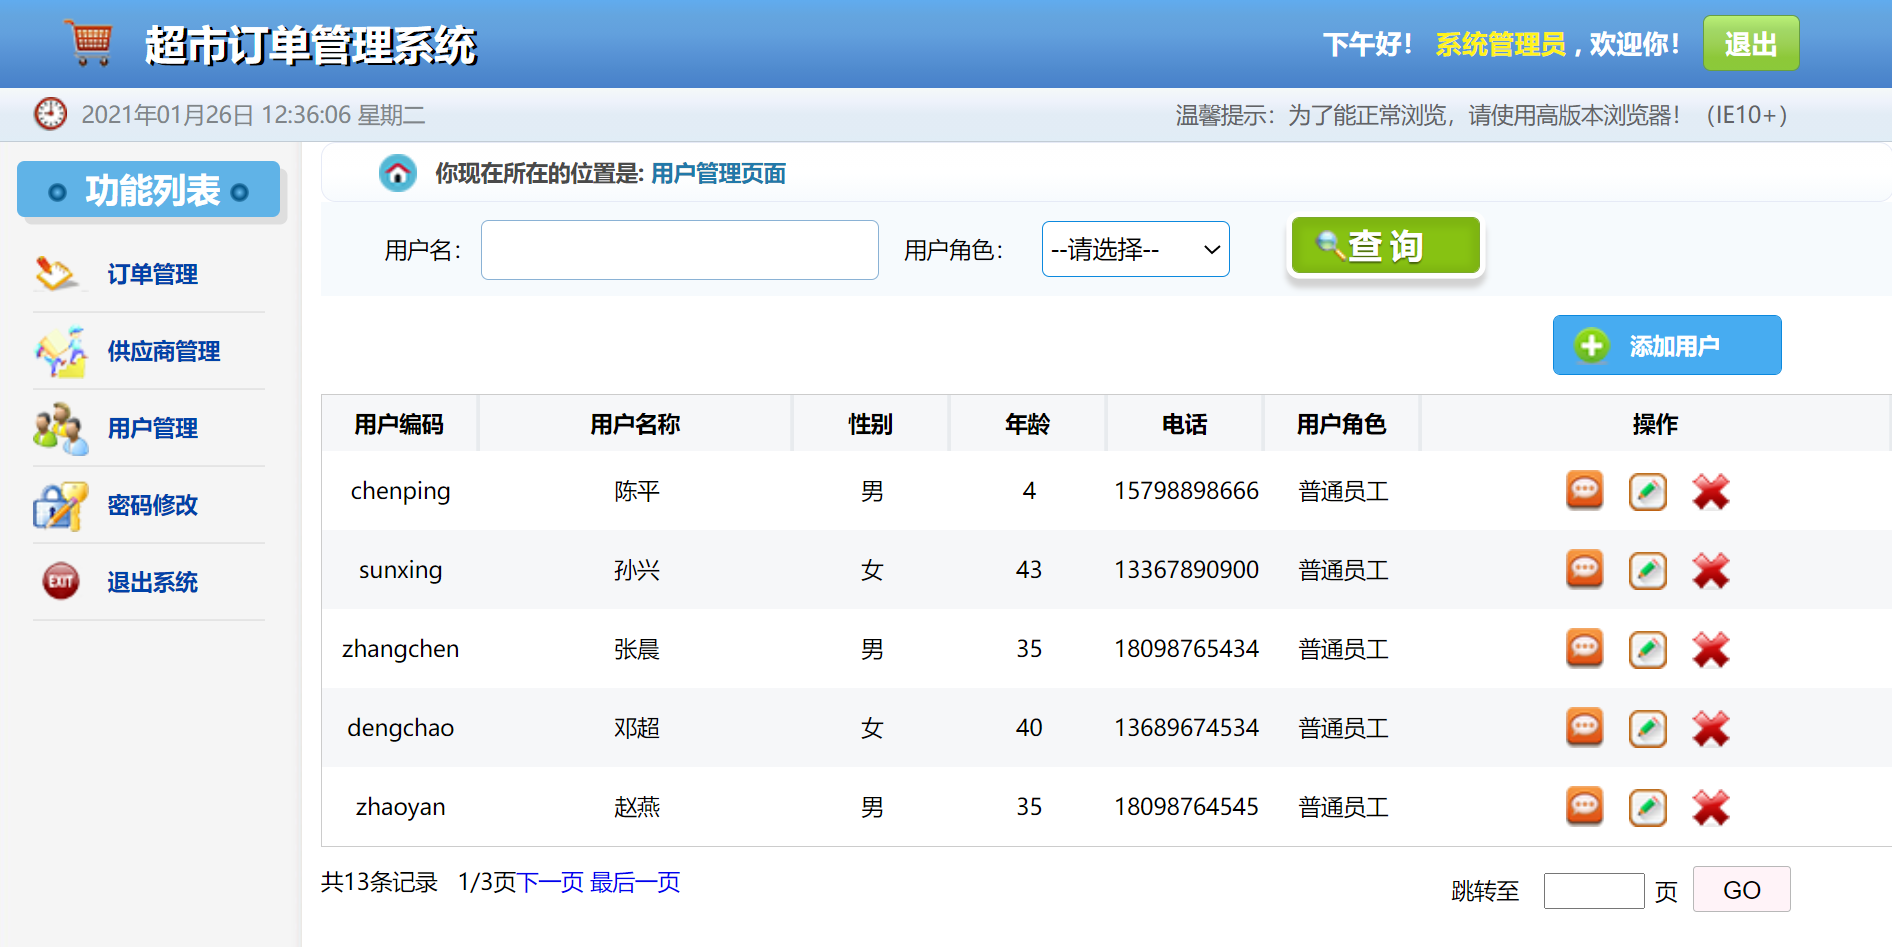 超市订单管理系统
下午好！ 系统管理员 , 欢迎你！
退出
2021年01月26日 12:36:06 星期二
温馨提示：为了能正常浏览，请使用高版本浏览器！（IE10+）
功能列表
订单管理
供应商管理
用户管理
密码修改
EXIT 退出系统
你现在所在的位置是: 用户管理页面
用户名： 用户角色： --请选择-- 查 询
添加用户
用户编码 用户名称 性别 年龄 电话 用户角色 操作
chenping 陈平 男 4 15798898666 普通员工
sunxing 孙兴 女 43 13367890900 普通员工
zhangchen 张晨 男 35 18098765434 普通员工
dengchao 邓超 女 40 13689674534 普通员工
zhaoyan 赵燕 男 35 18098764545 普通员工
共13条记录 1/3页下一页 最后一页
跳转至 页 GO